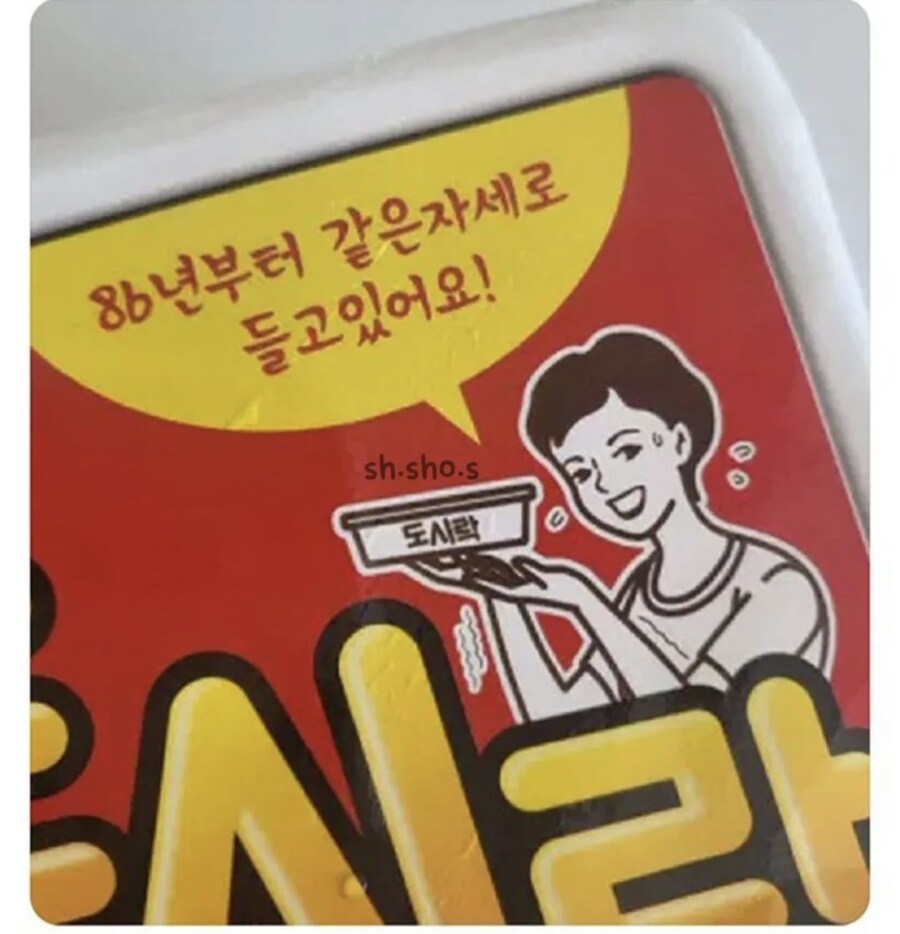 86년부터 같은자세로
들고있어요!
sh.sho.s
도시락
시락